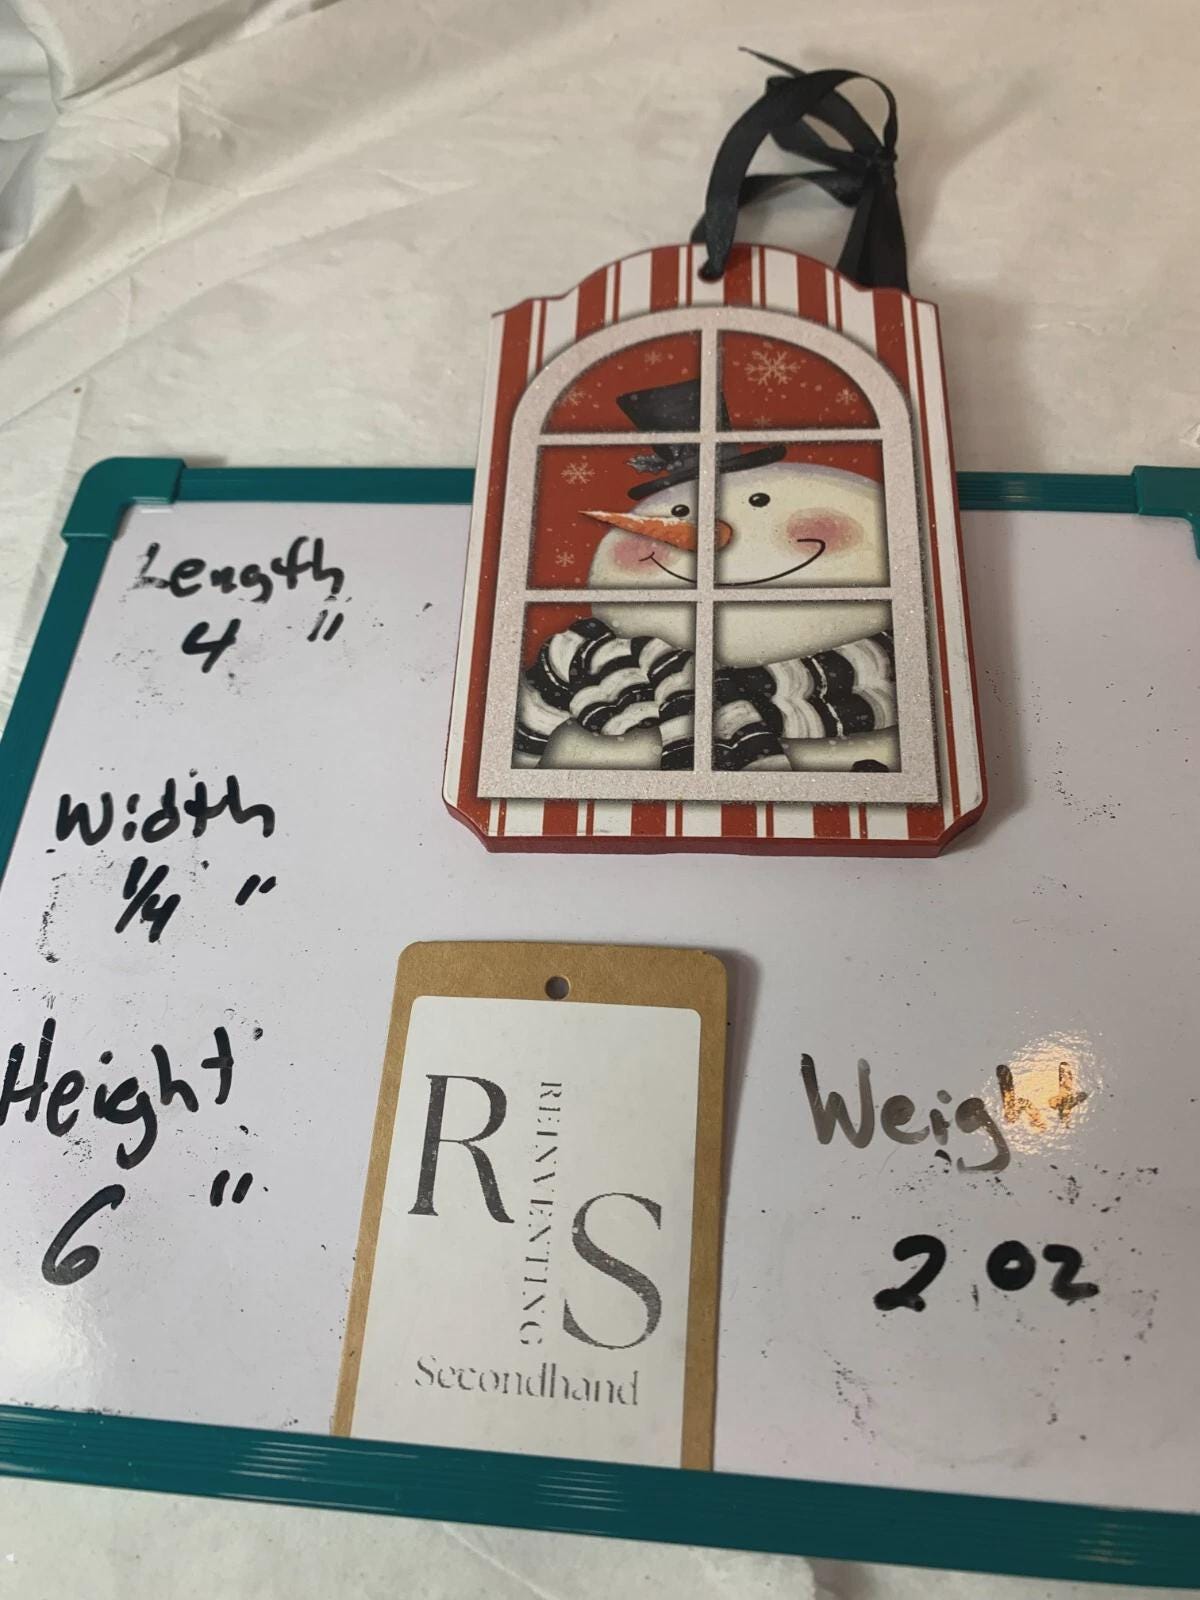 Length
4 "
Width
1/4 "
Height
6 "
Weight
2 oz
R
REINVENTING
S
Secondhand